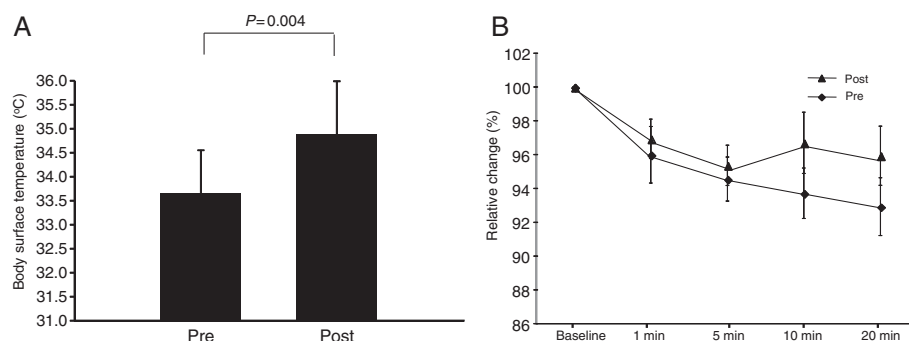 A
P=0.004
Body surface temperature (°C)
36.0
35.5
35.0
34.5
34.0
33.5
33.0
32.5
32.0
31.5
31.0
Pre
Post
B
Relative change (%)
102
100
98
96
94
92
90
88
86
Post
Pre
Baseline
1 min
5 min
10 min
20 min